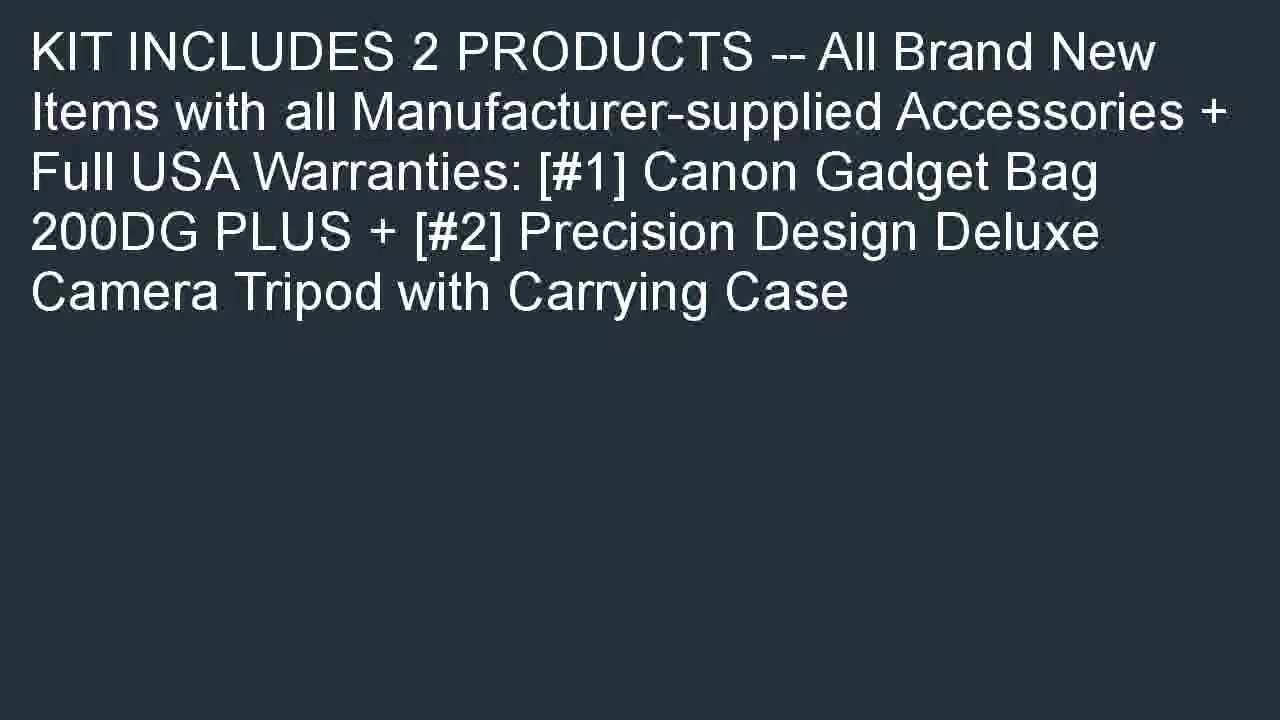 KIT INCLUDES 2 PRODUCTS -- All Brand New
Items with all Manufacturer-supplied Accessories +
Full USA Warranties: [#1] Canon Gadget Bag
200DG PLUS + [#2] Precision Design Deluxe
Camera Tripod with Carrying Case